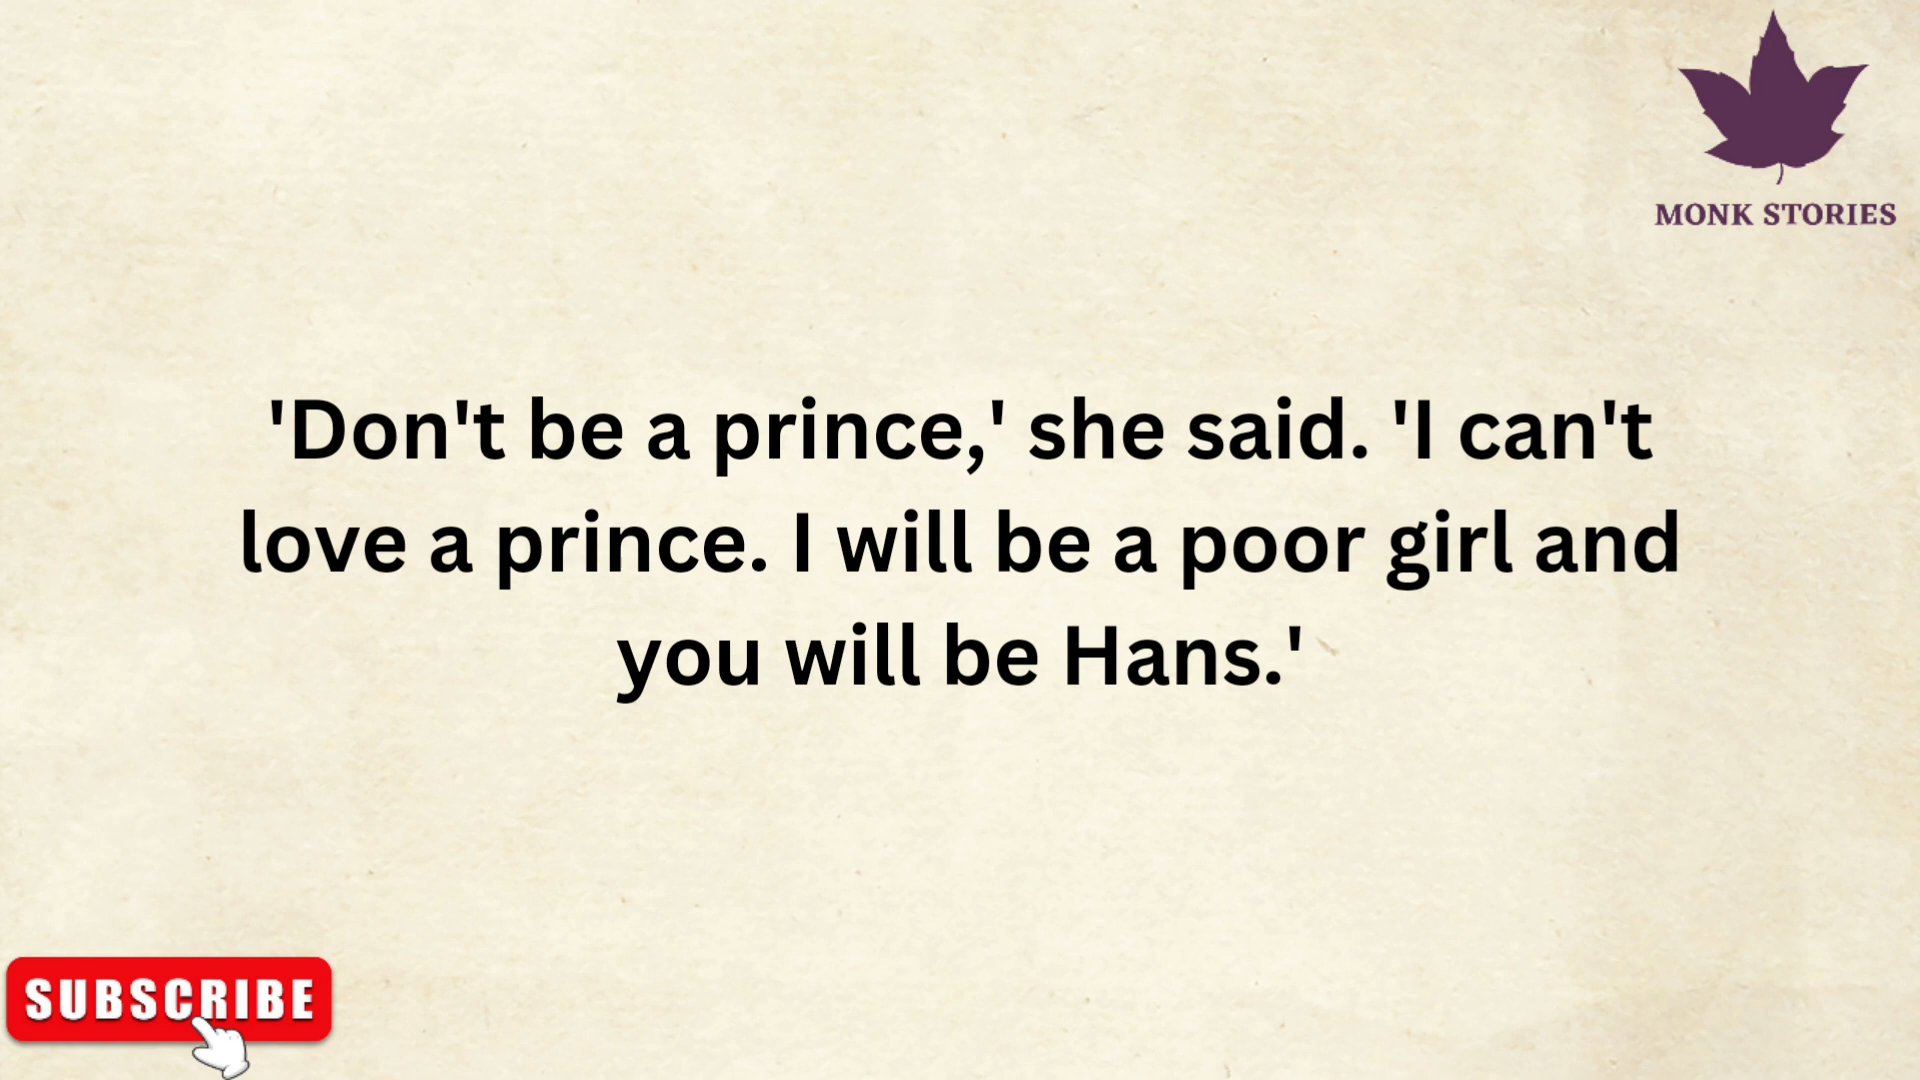 MONK STORIES
'Don't be a prince,' she said. 'I can't
love a prince. I will be a poor girl and
you will be Hans.'
SUBSCRIBE